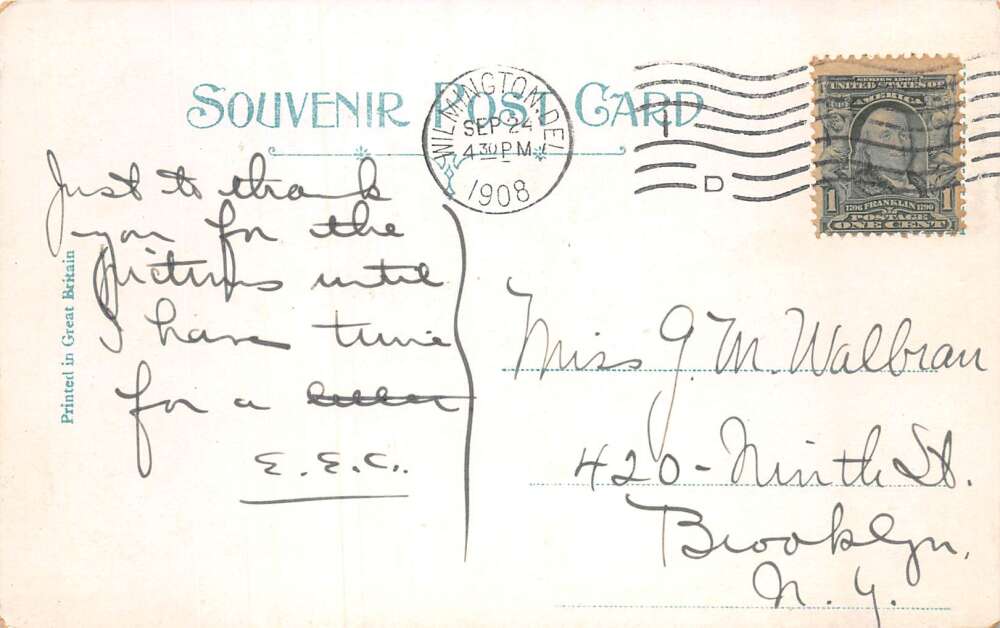 SOUVENIR POST CARD
WILMINGTON, DEL
SEP 24
4 30 P.M.
1908
D
SERIES 1902
UNITED STATES OF
AMERICA
1 1
1706 FRANKLIN 1790
POSTAGE
ONE CENT
Just to thank
you for the
pictures until
I have time
for a letter
E. E. C.
Printed in Great Britain
Miss J. M. Walbran
420 - Ninth St.
Brooklyn,
N. Y.